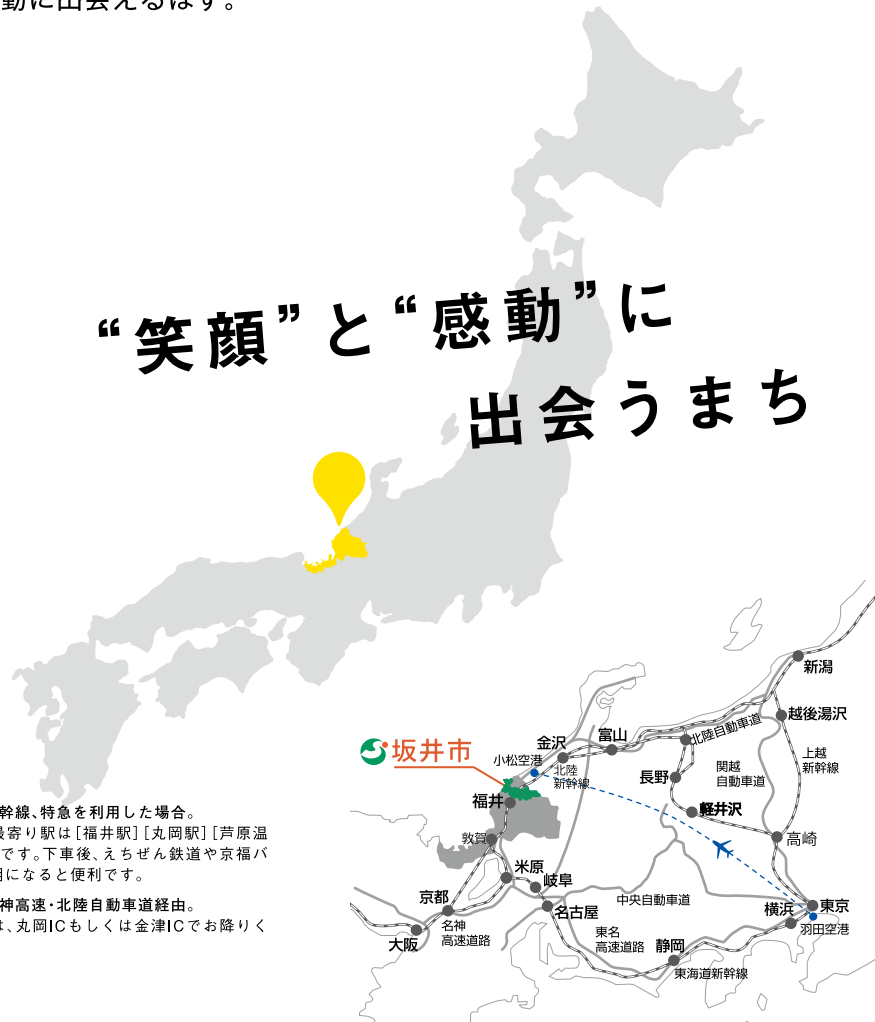 動に出会えるはず。
“笑顔”と“感動”に
出会うまち
新潟
越後湯沢
上越
新幹線
北陸自動車道
関越
自動車道
富山
金沢
小松空港
北陸
新幹線
坂井市
長野
軽井沢
福井
高崎
敦賀
米原
岐阜
京都
名古屋
中央自動車道
東京
横浜
羽田空港
名神
高速道路
大阪
東名
高速道路
静岡
東海道新幹線
幹線、特急を利用した場合。
寄り駅は[福井駅][丸岡駅][芦原温
です。下車後、えちぜん鉄道や京福バ
になると便利です。
神高速・北陸自動車道経由。
、丸岡ICもしくは金津ICでお降りく